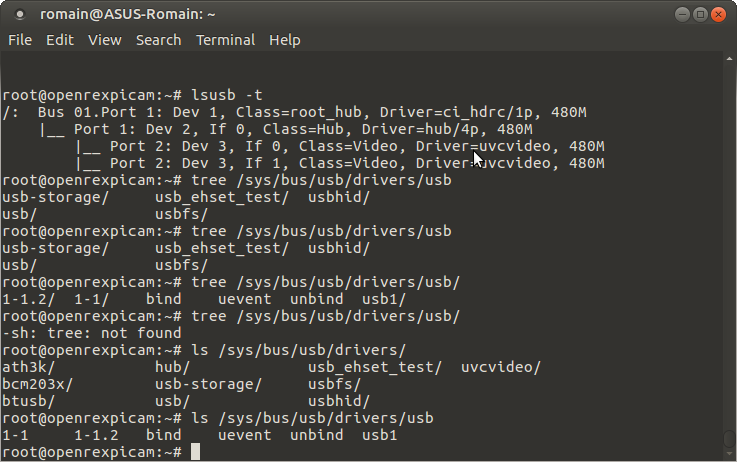 romain@ASUS-Romain: ~
File Edit View Search Terminal Help
root@openrexpicam:~# lsusb -t
/:  Bus 01.Port 1: Dev 1, Class=root_hub, Driver=ci_hdrc/1p, 480M
    |__ Port 1: Dev 2, If 0, Class=Hub, Driver=hub/4p, 480M
        |__ Port 2: Dev 3, If 0, Class=Video, Driver=uvcvideo, 480M
        |__ Port 2: Dev 3, If 1, Class=Video, Driver=uvcvideo, 480M
root@openrexpicam:~# tree /sys/bus/usb/drivers/usb
usb-storage/     usb_ehset_test/  usbhid/
usb/             usbfs/
root@openrexpicam:~# tree /sys/bus/usb/drivers/usb
usb-storage/     usb_ehset_test/  usbhid/
usb/             usbfs/
root@openrexpicam:~# tree /sys/bus/usb/drivers/usb/
1-1.2/  1-1/    bind    uevent  unbind  usb1/
root@openrexpicam:~# tree /sys/bus/usb/drivers/usb/
-sh: tree: not found
root@openrexpicam:~# ls /sys/bus/usb/drivers/
ath3k/           hub/             usb_ehset_test/  uvcvideo/
bcm203x/         usb-storage/     usbfs/
btusb/           usb/             usbhid/
root@openrexpicam:~# ls /sys/bus/usb/drivers/usb
1-1     1-1.2   bind    uevent  unbind  usb1
root@openrexpicam:~#